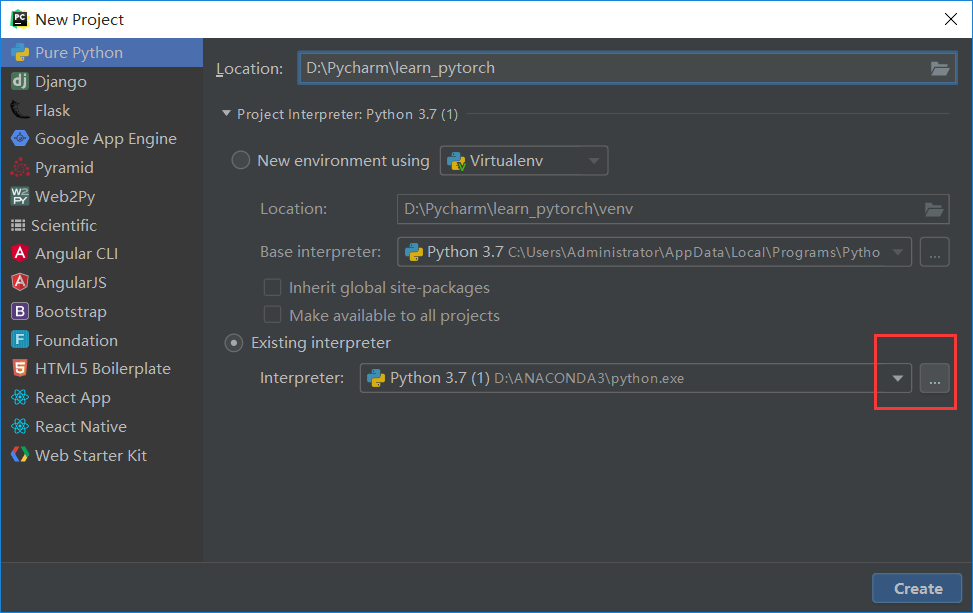 New Project
Pure Python
Django
Flask
Google App Engine
Pyramid
Web2Py
Scientific
Angular CLI
AngularJS
Bootstrap
Foundation
HTML5 Boilerplate
React App
React Native
Web Starter Kit
Location: D:\Pycharm\learn_pytorch
Project Interpreter: Python 3.7 (1)
New environment using Virtualenv
Location: D:\Pycharm\learn_pytorch\venv
Base interpreter: Python 3.7 C:\Users\Administrator\AppData\Local\Programs\Pytho ...
Inherit global site-packages
Make available to all projects
Existing interpreter
Interpreter: Python 3.7 (1) D:\ANACONDA3\python.exe ...
Create